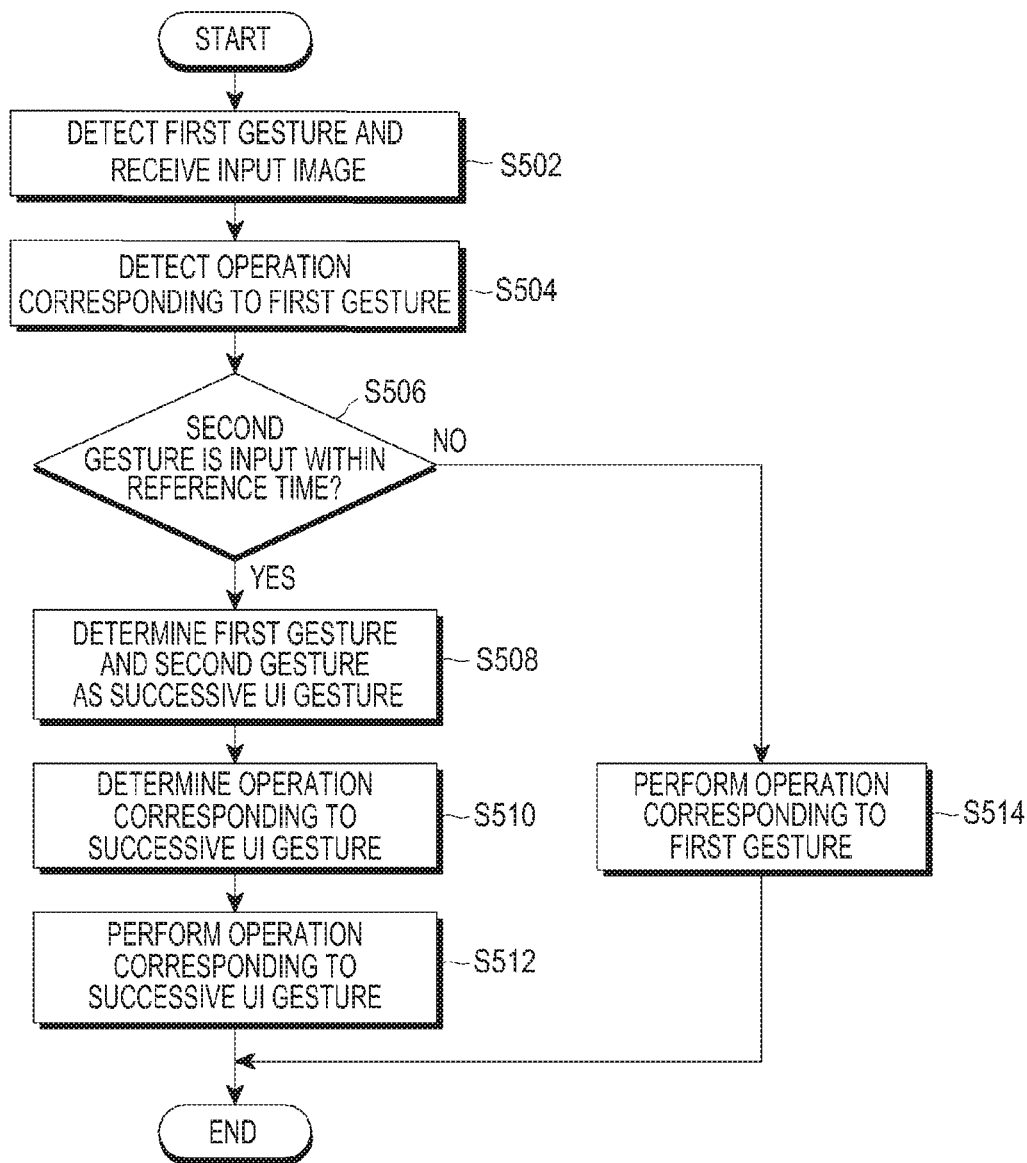 START
DETECT FIRST GESTURE AND
RECEIVE INPUT IMAGE
S502
DETECT OPERATION
CORRESPONDING TO FIRST GESTURE
S504
S506
SECOND
GESTURE IS INPUT WITHIN
REFERENCE TIME?
NO
YES
DETERMINE FIRST GESTURE
AND SECOND GESTURE
AS SUCCESSIVE UI GESTURE
S508
DETERMINE OPERATION
CORRESPONDING TO
SUCCESSIVE UI GESTURE
S510
PERFORM OPERATION
CORRESPONDING TO
FIRST GESTURE
S514
PERFORM OPERATION
CORRESPONDING TO
SUCCESSIVE UI GESTURE
S512
END